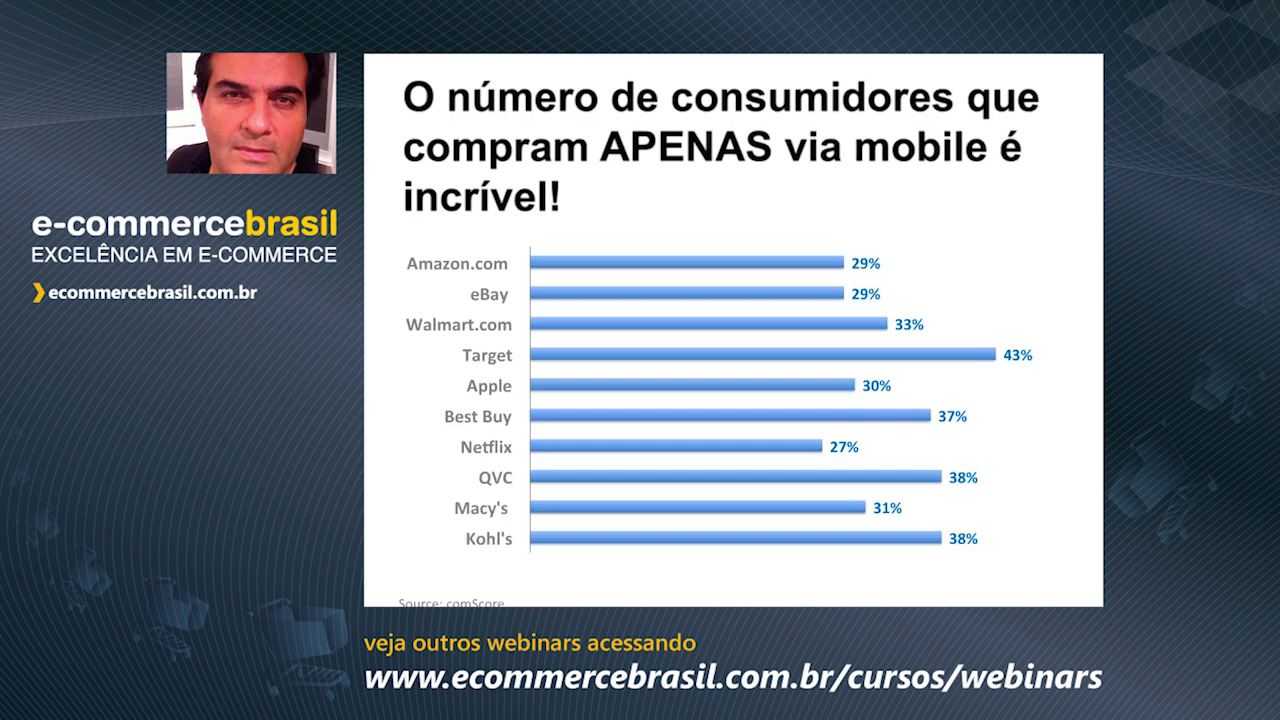 e-commercebrasil
EXCELÊNCIA EM E-COMMERCE
ecommercebrasil.com.br
O número de consumidores que
compram APENAS via mobile é
incrível!
Amazon.com 29%
eBay 29%
Walmart.com 33%
Target 43%
Apple 30%
Best Buy 37%
Netflix 27%
QVC 38%
Macy's 31%
Kohl's 38%
Source: comScore
veja outros webinars acessando
www.ecommercebrasil.com.br/cursos/webinars